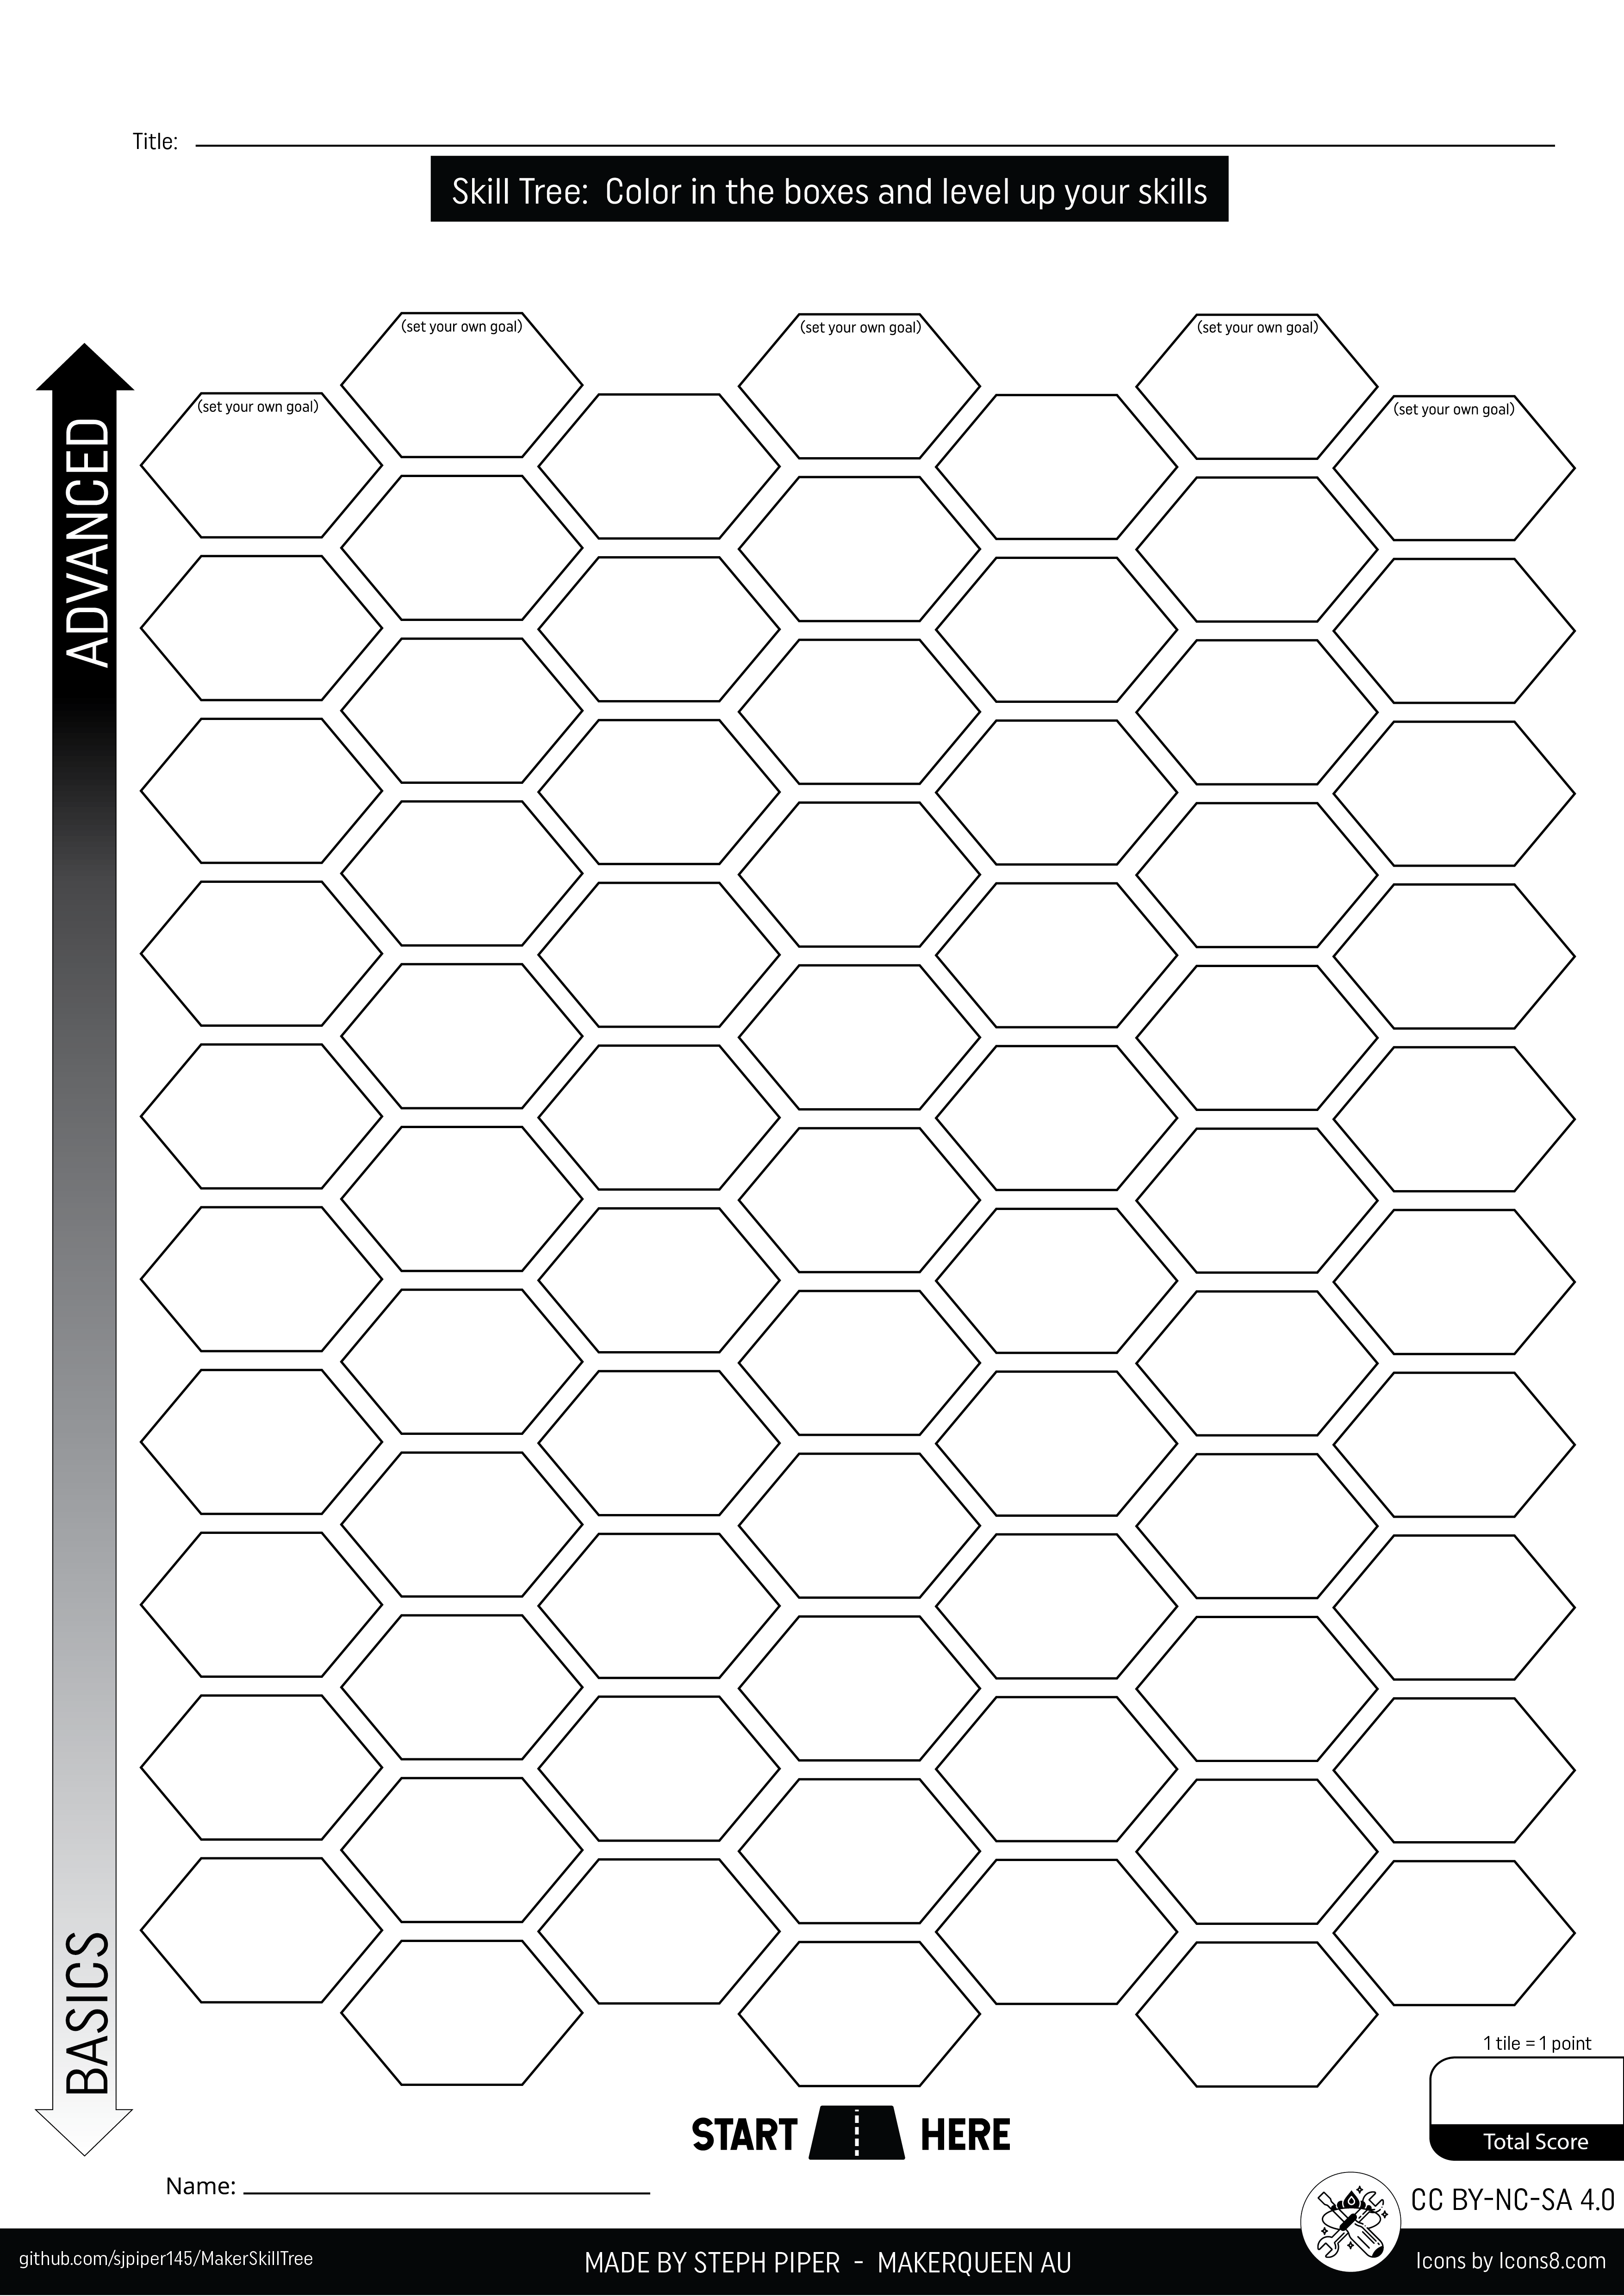 Title:
Skill Tree:  Color in the boxes and level up your skills
(set your own goal)
(set your own goal)
(set your own goal)
(set your own goal)
(set your own goal)
ADVANCED
BASICS
1 tile = 1 point
Total Score
START HERE
Name:
CC BY-NC-SA 4.0
github.com/sjpiper145/MakerSkillTree
MADE BY STEPH PIPER  -  MAKERQUEEN AU
Icons by Icons8.com